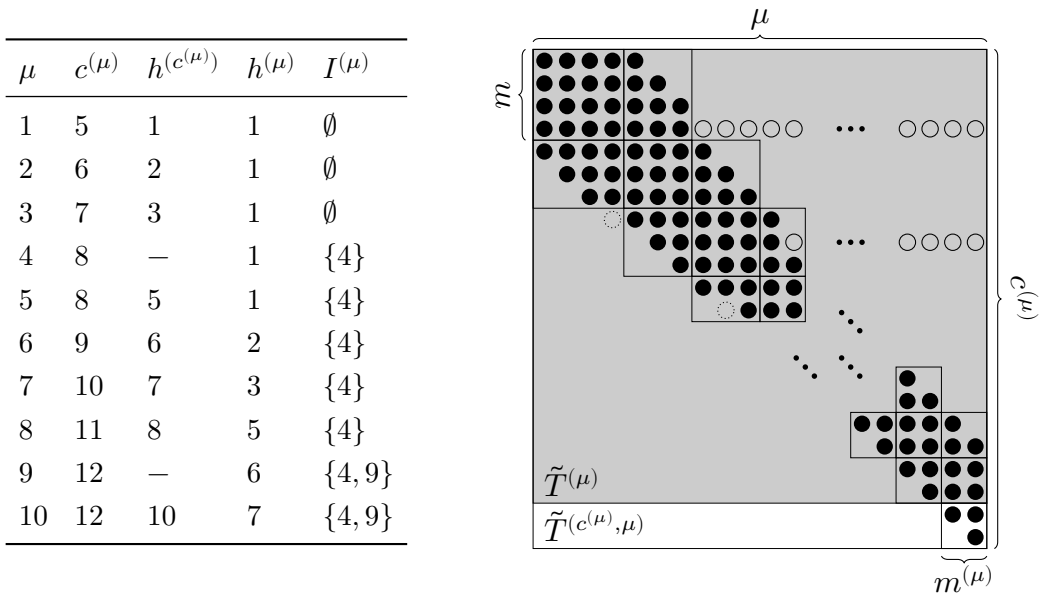 μ c^(μ) h^(c^(μ)) h^(μ) I^(μ)
1 5 1 1 ∅
2 6 2 1 ∅
3 7 3 1 ∅
4 8 − 1 {4}
5 8 5 1 {4}
6 9 6 2 {4}
7 10 7 3 {4}
8 11 8 5 {4}
9 12 − 6 {4, 9}
10 12 10 7 {4, 9}
μ
m
c^(μ)
T̃^(μ)
T̃^(c^(μ),μ)
m^(μ)